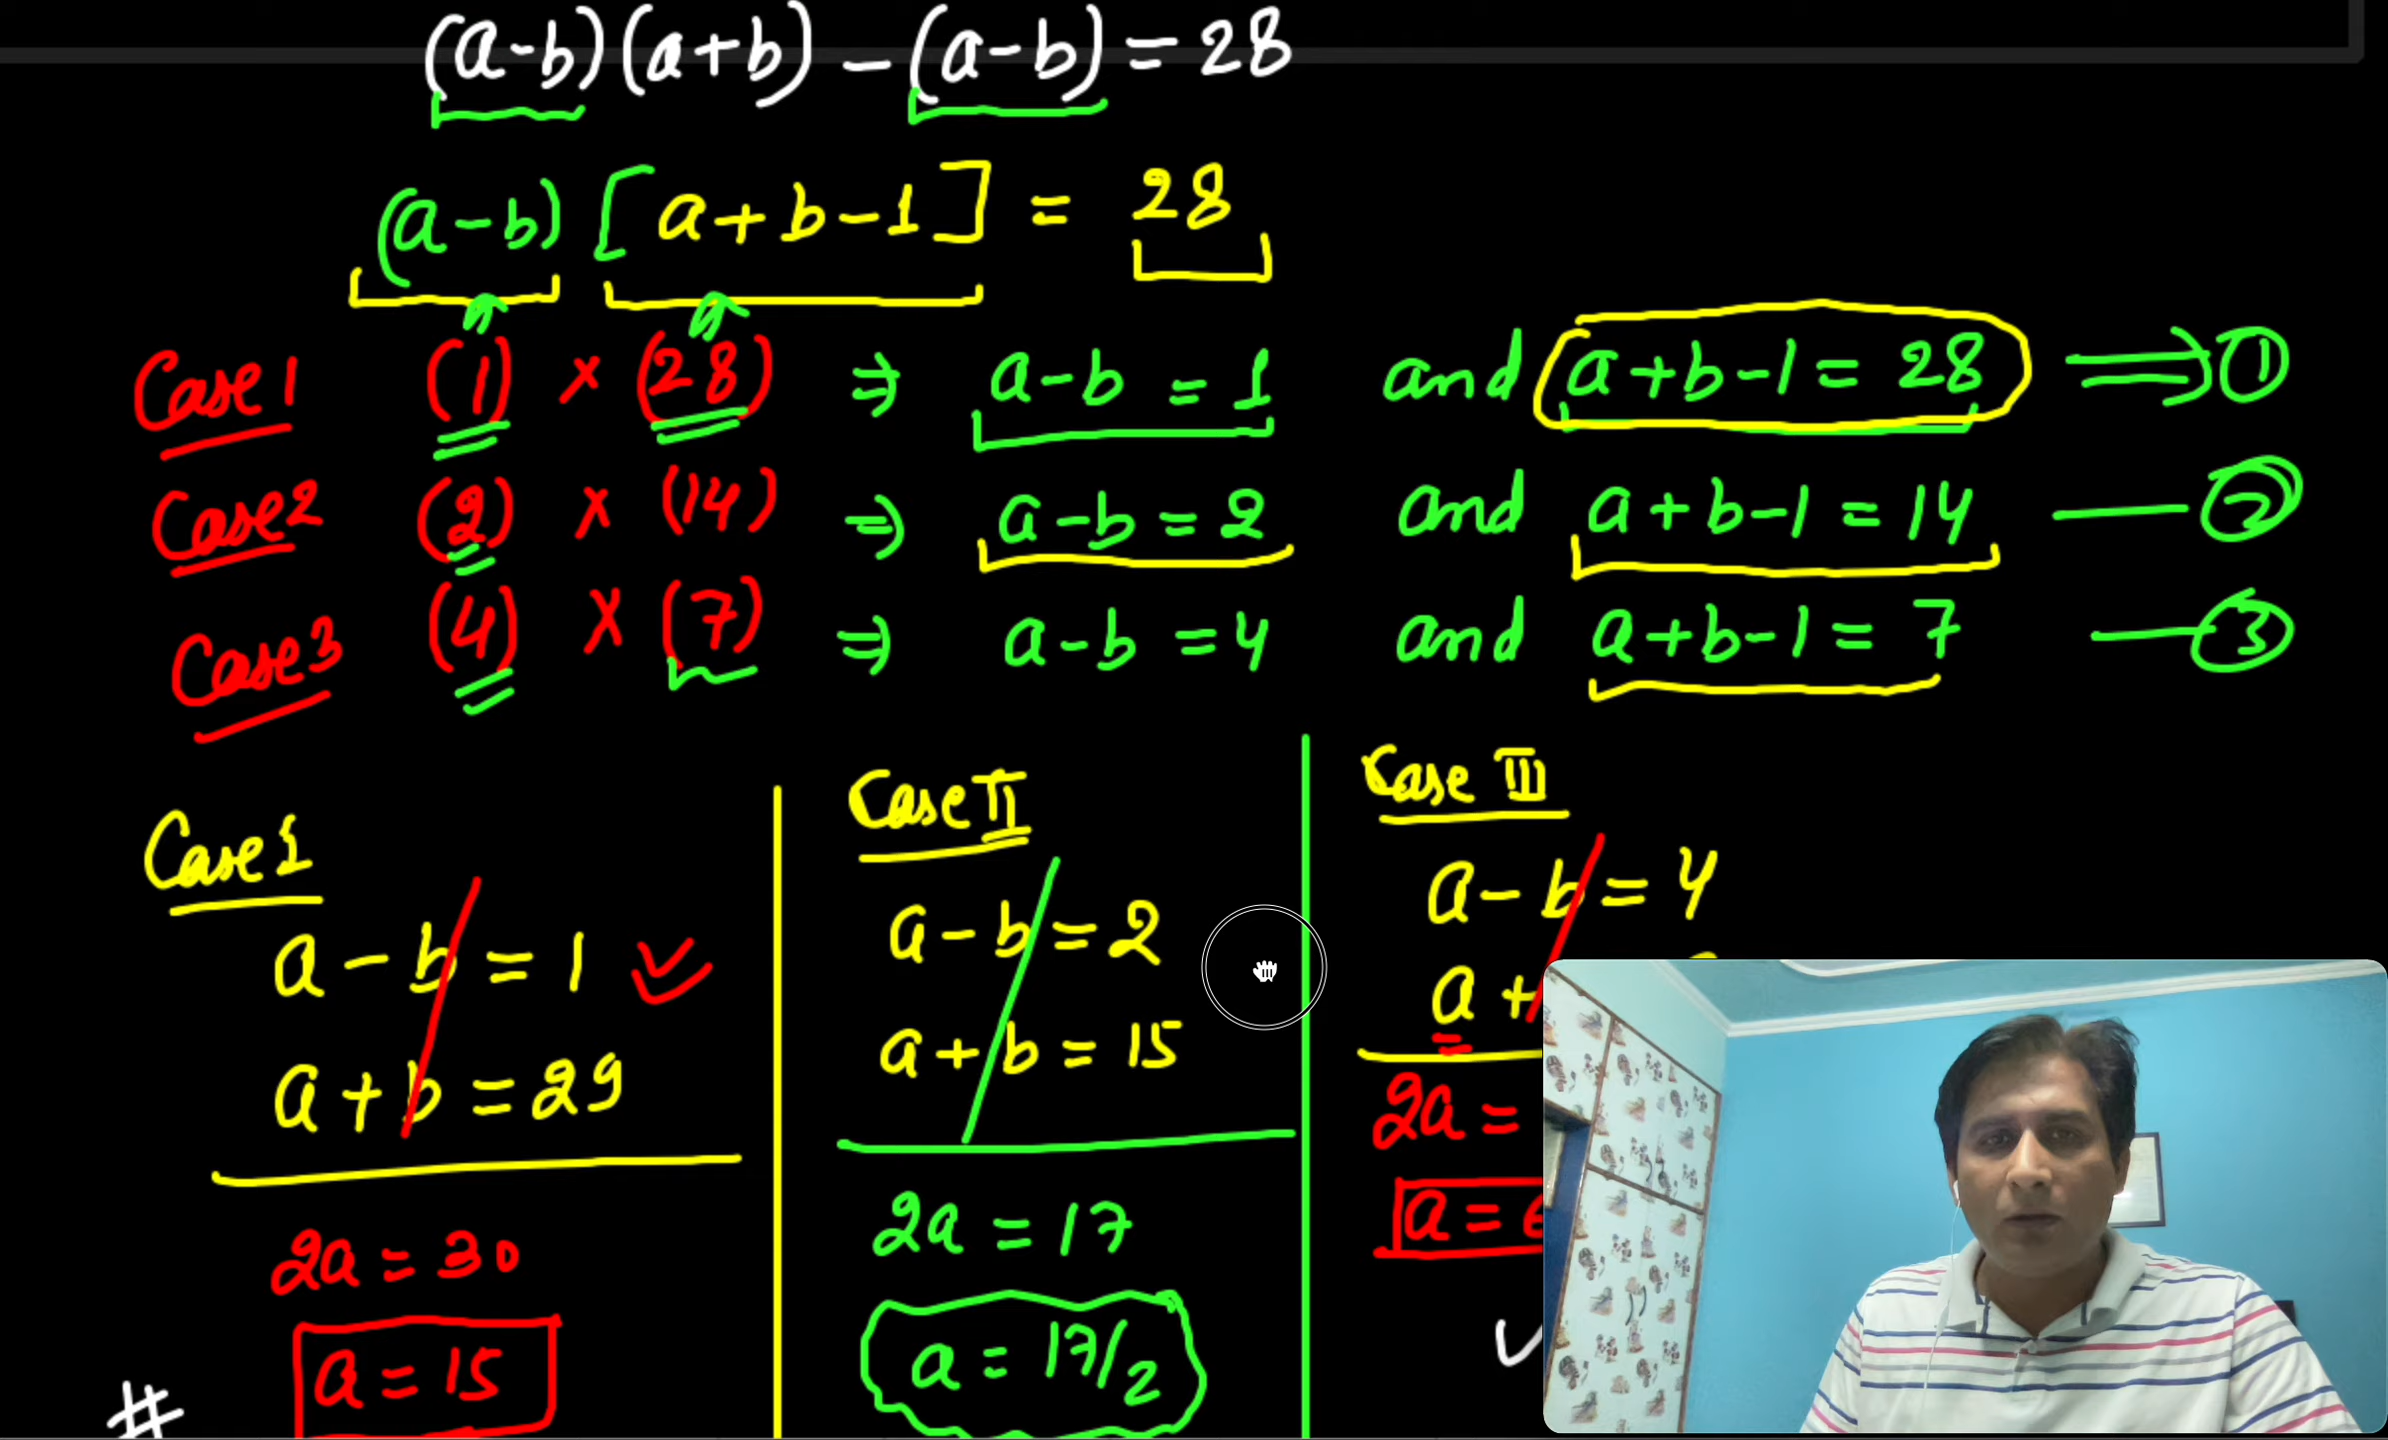 (a-b)(a+b) - (a-b) = 28
(a-b) [a+b-1] = 28
Case 1 (1) × (28) ⇒ a-b = 1 and a+b-1 = 28 ⇒ ①
Case 2 (2) × (14) ⇒ a-b = 2 and a+b-1 = 14 — ②
Case 3 (4) × (7) ⇒ a-b = 4 and a+b-1 = 7 — ③
Case 1
a - b = 1 ✓
a + b = 29
2a = 30
a = 15
#
Case II
a - b = 2
a + b = 15
2a = 17
a = 17/2
Case III
a - b = 4
a +
2a =
a =
✓